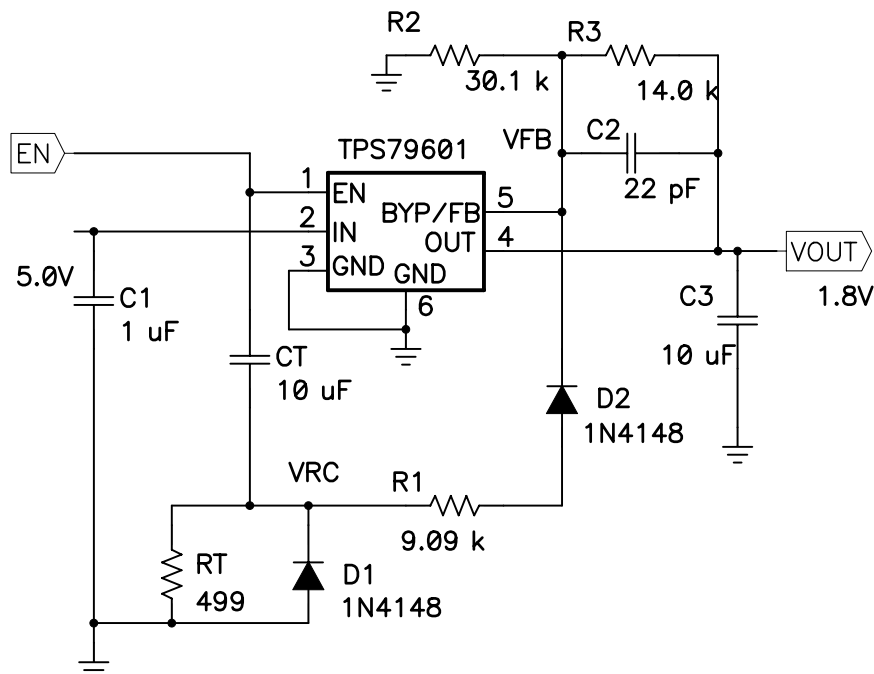 R2
30.1 k
R3
14.0 k
EN
TPS79601
VFB
C2
22 pF
1
EN
2
IN
3
GND
BYP/FB
5
OUT
4
GND
6
VOUT
1.8V
5.0V
C1
1 uF
CT
10 uF
C3
10 uF
D2
1N4148
VRC
R1
9.09 k
RT
499
D1
1N4148